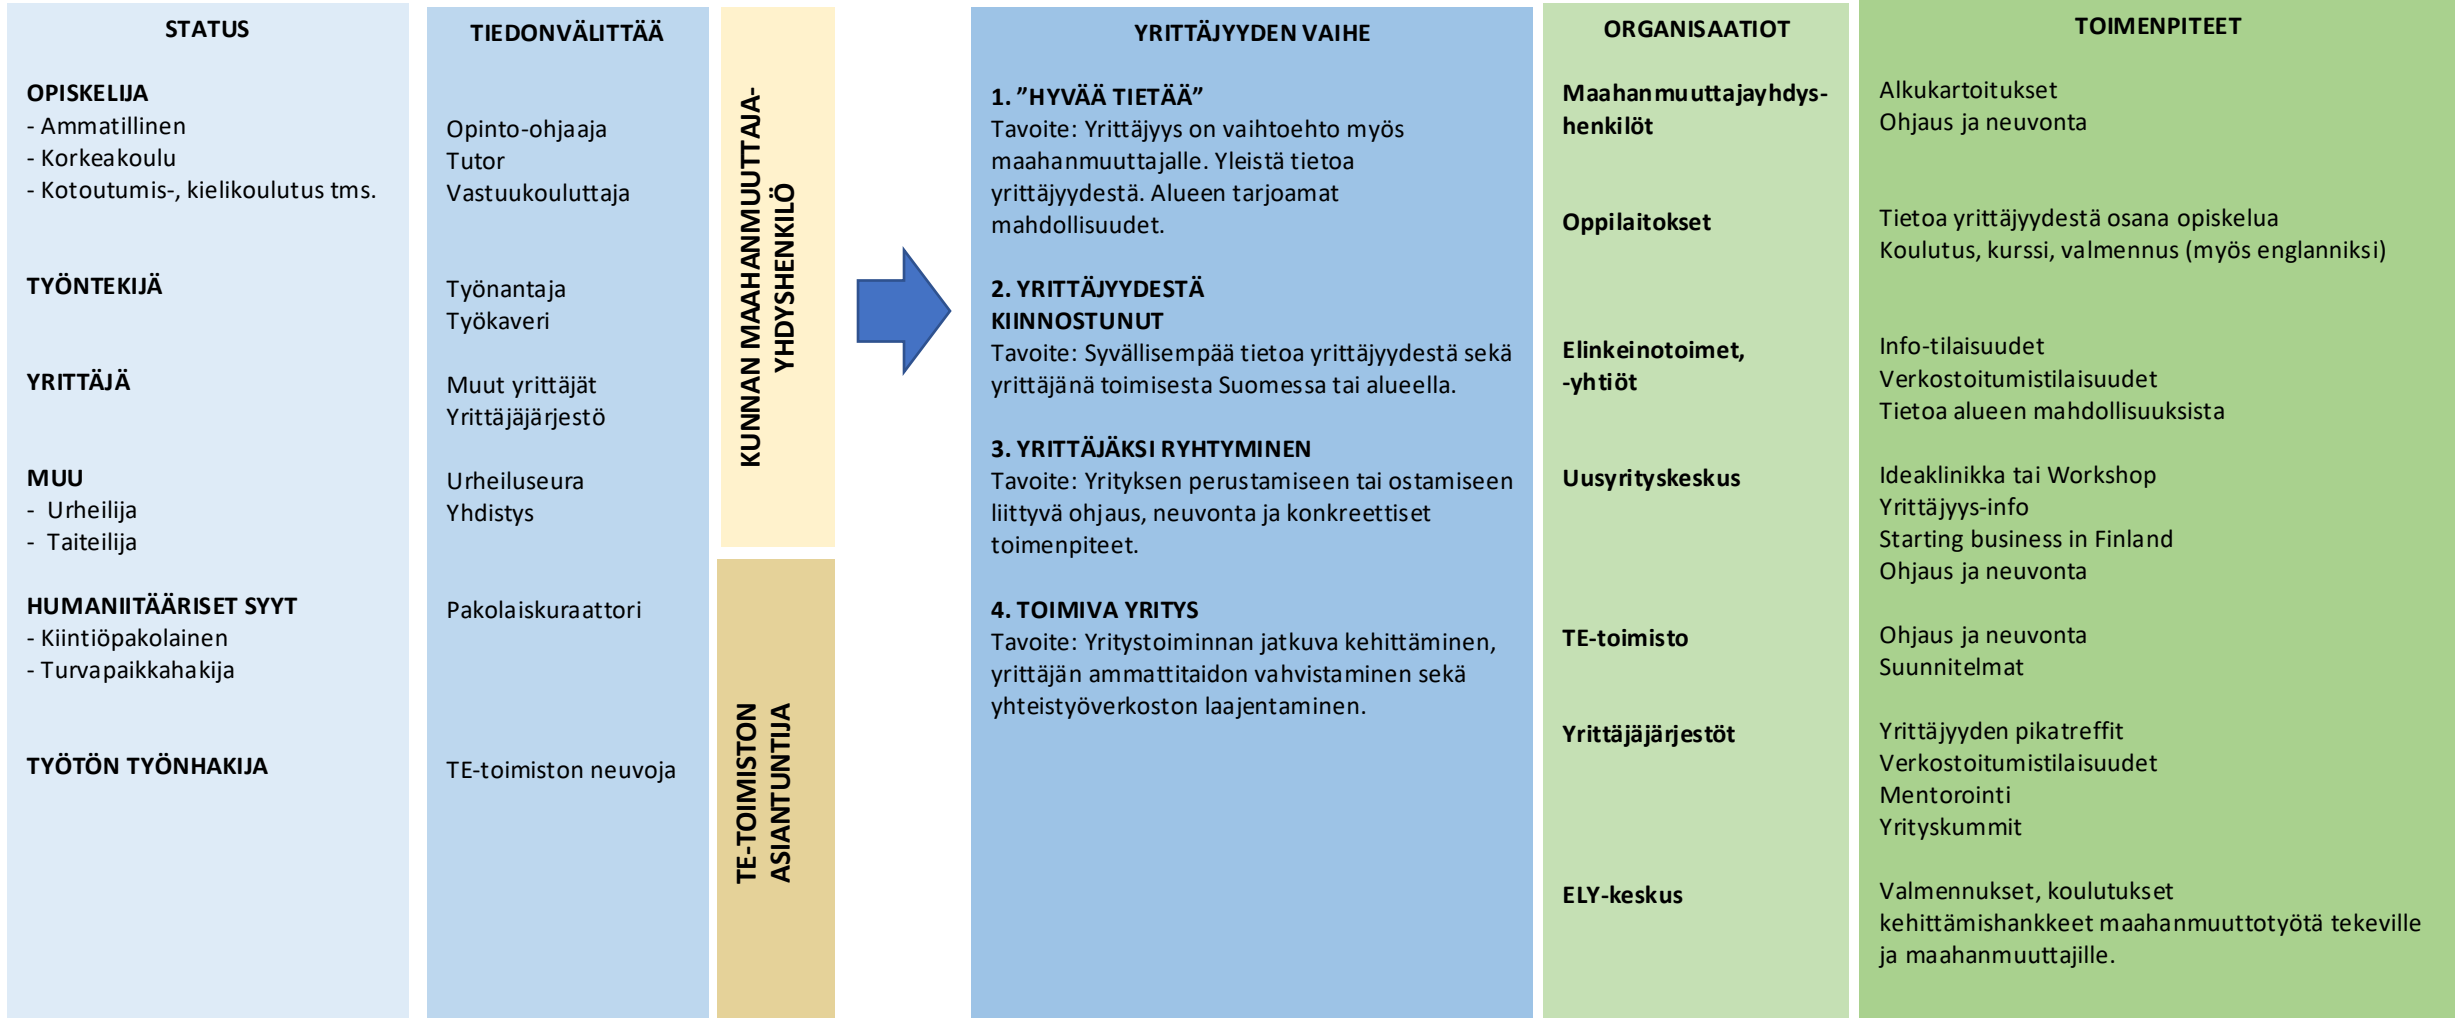 STATUS
OPISKELIJA
- Ammatillinen
- Korkeakoulu
- Kotoutumis-, kielikoulutus tms.
TYÖNTEKIJÄ
YRITTÄJÄ
MUU
- Urheilija
- Taiteilija
HUMANIITÄÄRISET SYYT
- Kiintiöpakolainen
- Turvapaikkahakija
TYÖTÖN TYÖNHAKIJA
TIEDONVÄLITTÄÄ
Opinto-ohjaaja
Tutor
Vastuukouluttaja
Työnantaja
Työkaveri
Muut yrittäjät
Yrittäjäjärjestö
Urheiluseura
Yhdistys
Pakolaiskuraattori
TE-toimiston neuvoja
KUNNAN MAAHANMUUTTAJA-
YHDYSHENKILÖ
TE-TOIMISTON
ASIANTUNTIJA
YRITTÄJYYDEN VAIHE
1. ”HYVÄÄ TIETÄÄ”
Tavoite: Yrittäjyys on vaihtoehto myös
maahanmuuttajalle. Yleistä tietoa
yrittäjyydestä. Alueen tarjoamat
mahdollisuudet.
2. YRITTÄJYYDESTÄ
KIINNOSTUNUT
Tavoite: Syvällisempää tietoa yrittäjyydestä sekä
yrittäjänä toimisesta Suomessa tai alueella.
3. YRITTÄJÄKSI RYHTYMINEN
Tavoite: Yrityksen perustamiseen tai ostamiseen
liittyvä ohjaus, neuvonta ja konkreettiset
toimenpiteet.
4. TOIMIVA YRITYS
Tavoite: Yritystoiminnan jatkuva kehittäminen,
yrittäjän ammattitaidon vahvistaminen sekä
yhteistyöverkoston laajentaminen.
ORGANISAATIOT
Maahanmuuttajayhdys-
henkilöt
Oppilaitokset
Elinkeinotoimet,
-yhtiöt
Uusyrityskeskus
TE-toimisto
Yrittäjäjärjestöt
ELY-keskus
TOIMENPITEET
Alkukartoitukset
Ohjaus ja neuvonta
Tietoa yrittäjyydestä osana opiskelua
Koulutus, kurssi, valmennus (myös englanniksi)
Info-tilaisuudet
Verkostoitumistilaisuudet
Tietoa alueen mahdollisuuksista
Ideaklinikka tai Workshop
Yrittäjyys-info
Starting business in Finland
Ohjaus ja neuvonta
Ohjaus ja neuvonta
Suunnitelmat
Yrittäjyyden pikatreffit
Verkostoitumistilaisuudet
Mentorointi
Yrityskummit
Valmennukset, koulutukset
kehittämishankkeet maahanmuuttotyötä tekeville
ja maahanmuuttajille.